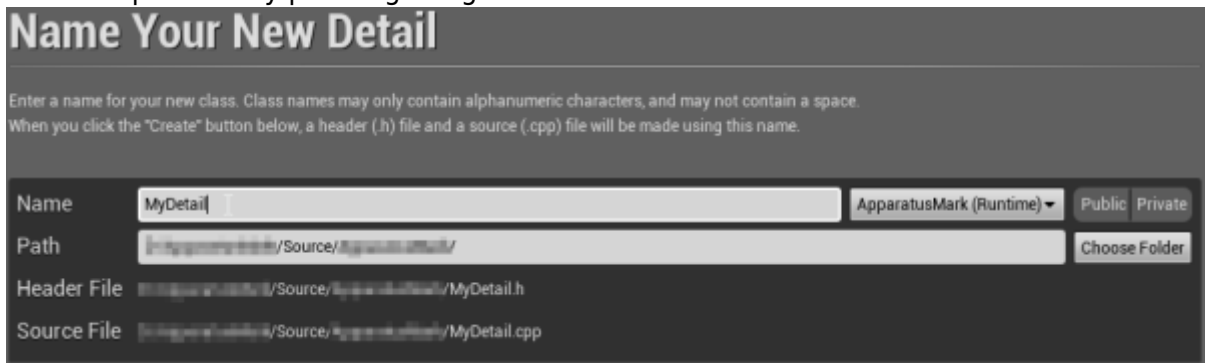 Name Your New Detail
Enter a name for your new class. Class names may only contain alphanumeric characters, and may not contain a space.
When you click the "Create" button below, a header (.h) file and a source (.cpp) file will be made using this name.
Name MyDetail ApparatusMark (Runtime) Public Private
Path /Source/ / Choose Folder
Header File /Source/ /MyDetail.h
Source File /Source/ /MyDetail.cpp